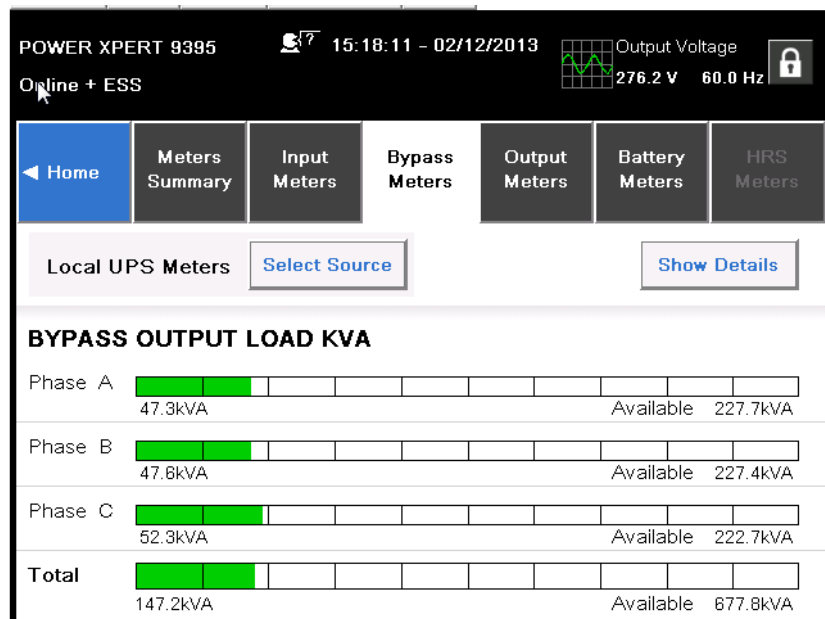 POWER XPERT 9395
? 15:18:11 - 02/12/2013
Output Voltage
Online + ESS
276.2 V 60.0 Hz
Home
Meters Summary
Input Meters
Bypass Meters
Output Meters
Battery Meters
HRS Meters
Local UPS Meters
Select Source
Show Details
BYPASS OUTPUT LOAD KVA
Phase A
47.3kVA Available 227.7kVA
Phase B
47.6kVA Available 227.4kVA
Phase C
52.3kVA Available 222.7kVA
Total
147.2kVA Available 677.8kVA